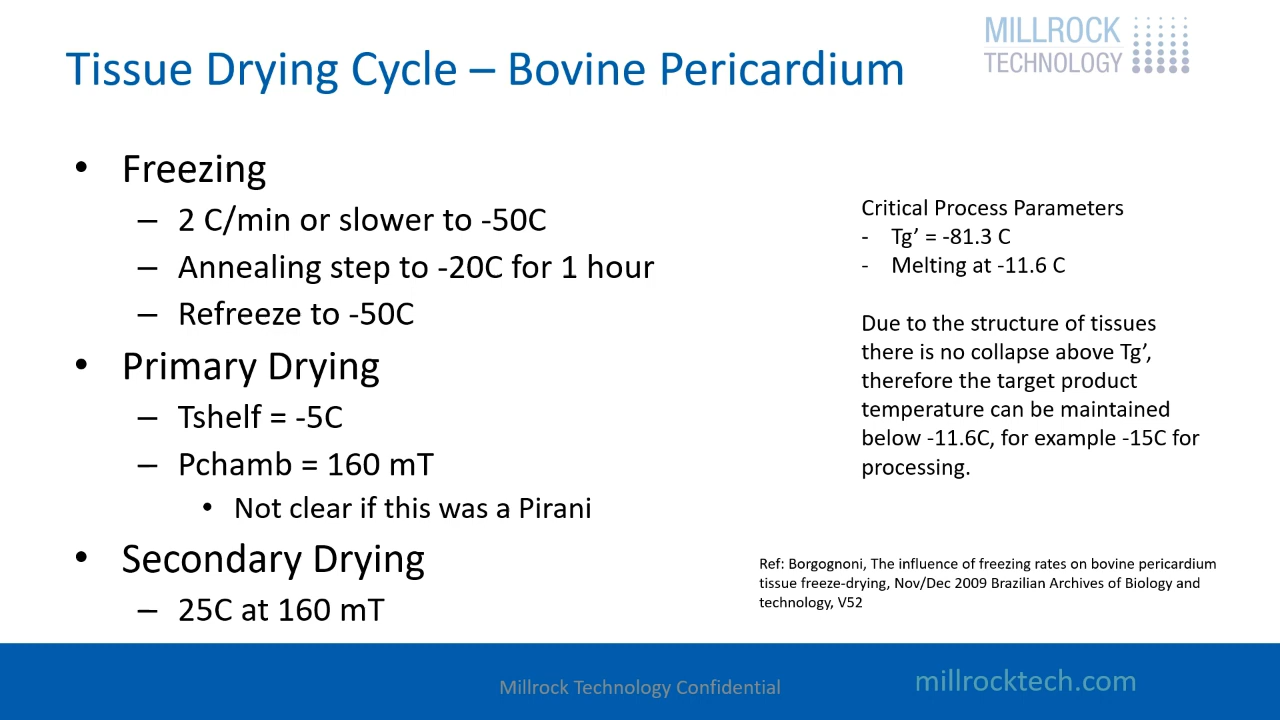 MILLROCK
TECHNOLOGY
Tissue Drying Cycle – Bovine Pericardium
• Freezing
– 2 C/min or slower to -50C
– Annealing step to -20C for 1 hour
– Refreeze to -50C
• Primary Drying
– Tshelf = -5C
– Pchamb = 160 mT
• Not clear if this was a Pirani
• Secondary Drying
– 25C at 160 mT
Critical Process Parameters
- Tg’ = -81.3 C
- Melting at -11.6 C
Due to the structure of tissues
there is no collapse above Tg’,
therefore the target product
temperature can be maintained
below -11.6C, for example -15C for
processing.
Ref: Borgognoni, The influence of freezing rates on bovine pericardium
tissue freeze-drying, Nov/Dec 2009 Brazilian Archives of Biology and
technology, V52
Millrock Technology Confidential
millrocktech.com